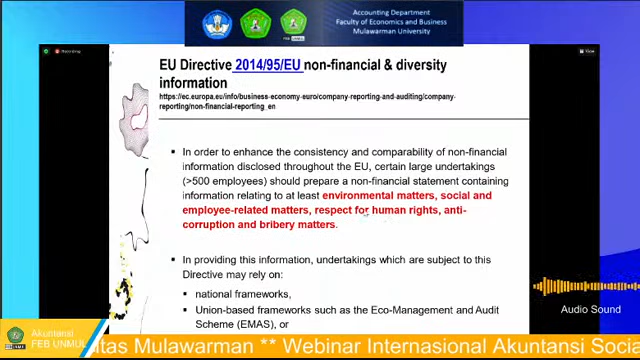 Accounting Department
Faculty of Economics and Business
Mulawarman University
Recording
View
EU Directive 2014/95/EU non-financial & diversity
information
https://ec.europa.eu/info/business-economy-euro/company-reporting-and-auditing/company-
reporting/non-financial-reporting_en
▪ In order to enhance the consistency and comparability of non-financial
information disclosed throughout the EU, certain large undertakings
(>500 employees) should prepare a non-financial statement containing
information relating to at least environmental matters, social and
employee-related matters, respect for human rights, anti-
corruption and bribery matters.
▪ In providing this information, undertakings which are subject to this
Directive may rely on:
▪ national frameworks,
▪ Union-based frameworks such as the Eco-Management and Audit
Scheme (EMAS), or
Audio Sound
Akuntansi
FEB UNMUL
itas Mulawarman ** Webinar Internasional Akuntansi Socia